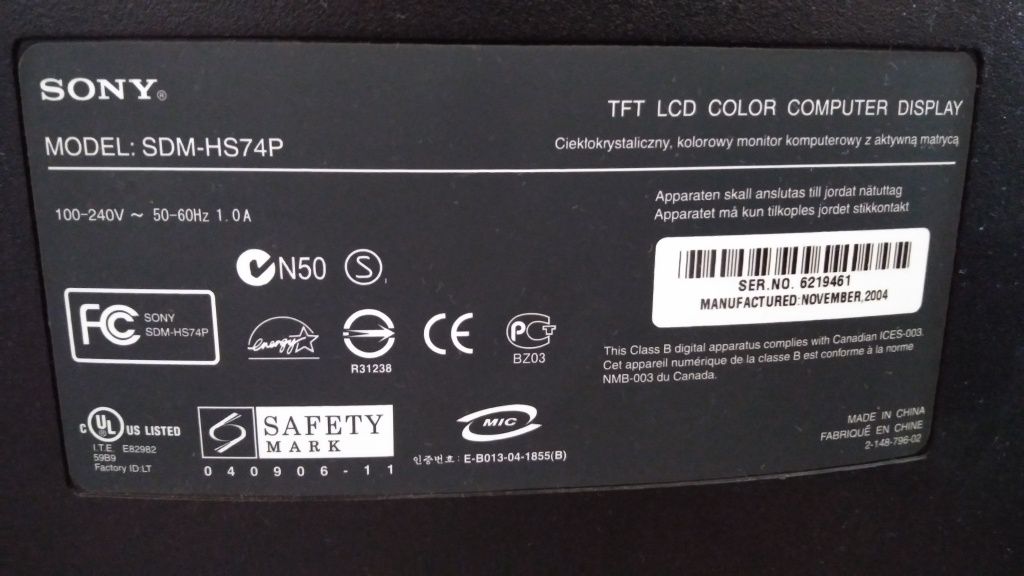 SONY®
TFT LCD COLOR COMPUTER DISPLAY
MODEL: SDM-HS74P
Ciekłokrystaliczny, kolorowy monitor komputerowy z aktywną matrycą
100-240V ~ 50-60Hz 1.0A
Apparaten skall anslutas till jordat nätuttag
Apparatet må kun tilkoples jordet stikkontakt
N50
S
SER.NO. 6219461
MANUFACTURED:NOVEMBER,2004
FC
SONY
SDM-HS74P
energy
R31238
CE
PCT
BZ03
This Class B digital apparatus complies with Canadian ICES-003.
Cet appareil numérique de la classe B est conforme à la norme
NMB-003 du Canada.
C UL US LISTED
I.T.E. E82982
59B9
Factory ID:LT
SAFETY
MARK
040906-11
MIC
인증번호 : E-B013-04-1855(B)
MADE IN CHINA
FABRIQUÉ EN CHINE
2-148-796-02